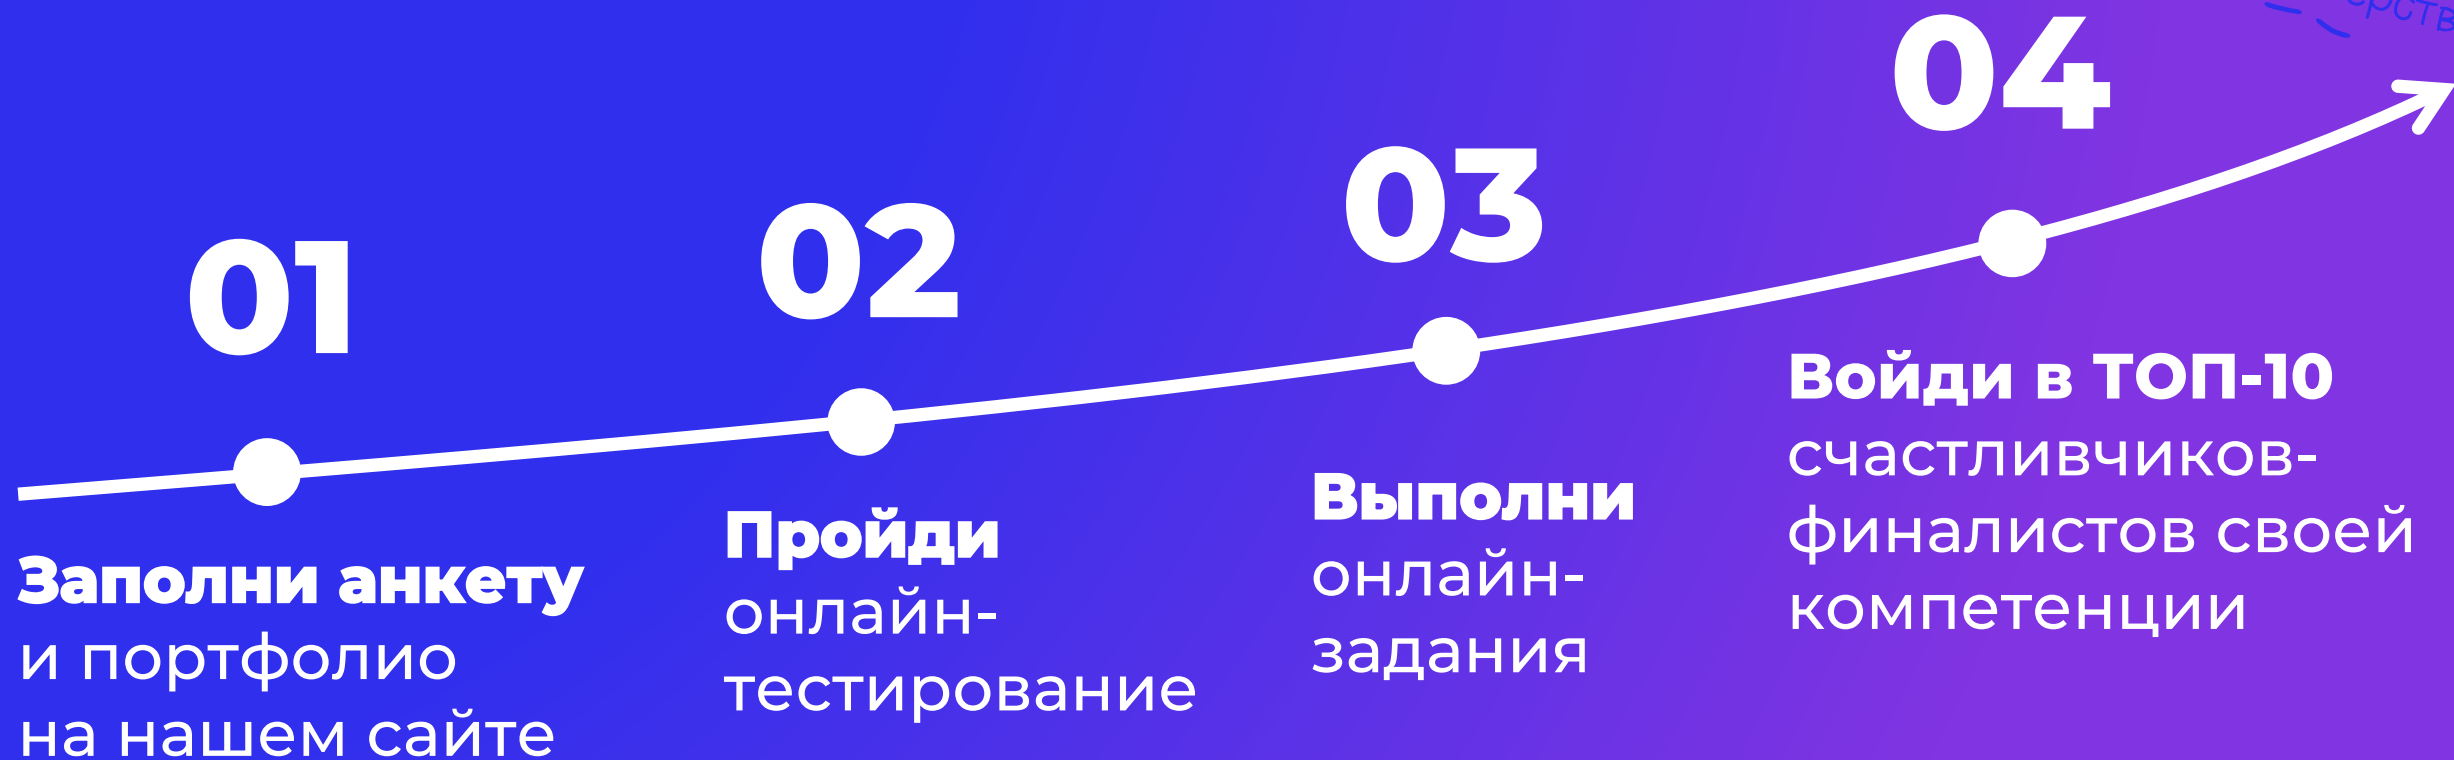 01
Заполни анкету
и портфолио
на нашем сайте
02
Пройди
онлайн-
тестирование
03
Выполни
онлайн-
задания
04
Войди в ТОП-10
счастливчиков-
финалистов своей
компетенции